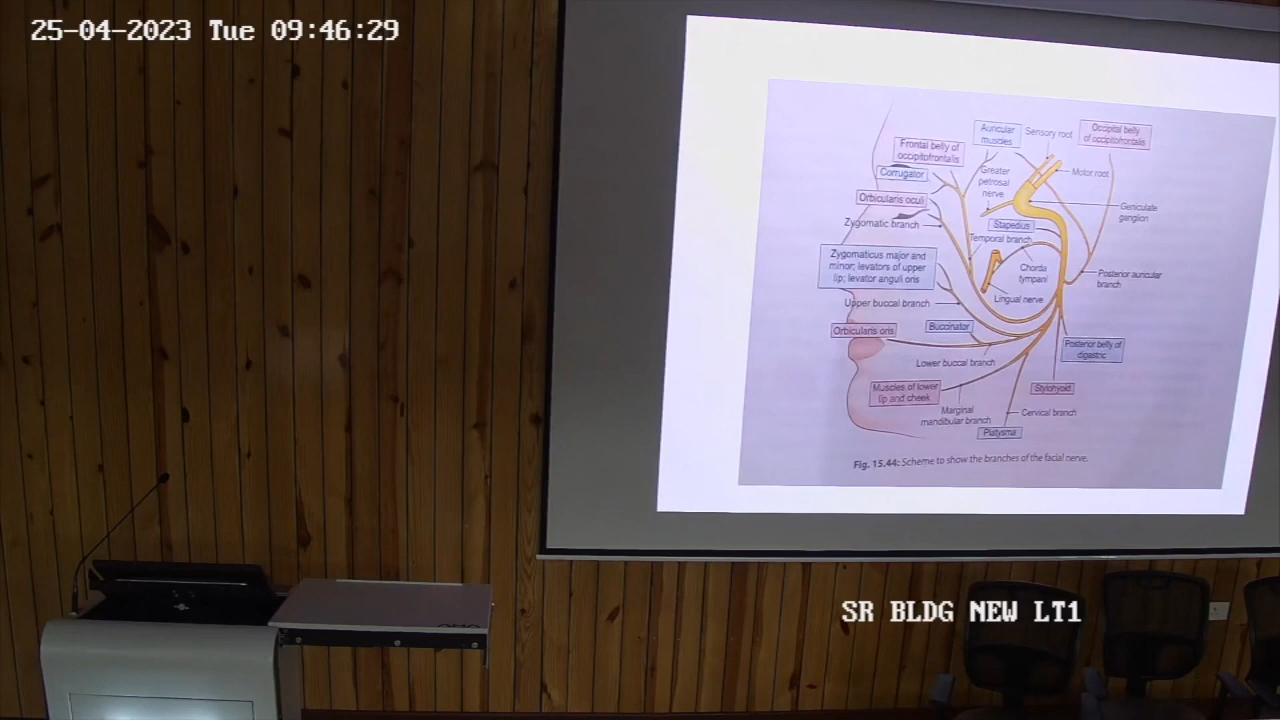 25-04-2023 Tue 09:46:29
Auricular
muscles
Sensory root
Occipital belly
of occipitofrontalis
Frontal belly of
occipitofrontalis
Corrugator
Greater
petrosal
nerve
Motor root
Orbicularis oculi
Geniculate
ganglion
Zygomatic branch
Stapedius
Temporal branch
Zygomaticus major and
minor; levators of upper
lip; levator anguli oris
Chorda
tympani
Posterior auricular
branch
Lingual nerve
Upper buccal branch
Orbicularis oris
Buccinator
Posterior belly of
digastric
Lower buccal branch
Muscles of lower
lip and cheek
Stylohyoid
Marginal
mandibular branch
Cervical branch
Platysma
Fig. 15.44: Scheme to show the branches of the facial nerve.
SR BLDG NEW LT1